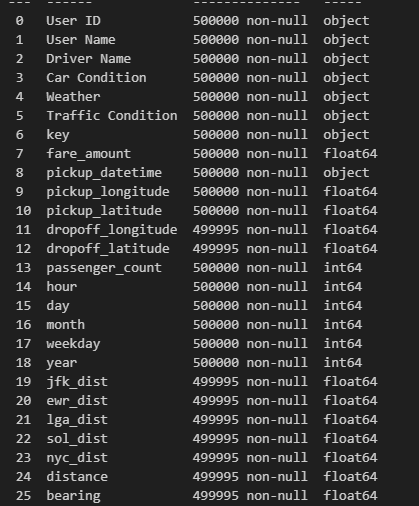 ---  ------                --------------   -----
0   User ID            500000 non-null  object
1   User Name          500000 non-null  object
2   Driver Name        500000 non-null  object
3   Car Condition      500000 non-null  object
4   Weather            500000 non-null  object
5   Traffic Condition  500000 non-null  object
6   key                500000 non-null  object
7   fare_amount        500000 non-null  float64
8   pickup_datetime    500000 non-null  object
9   pickup_longitude   500000 non-null  float64
10  pickup_latitude    500000 non-null  float64
11  dropoff_longitude  499995 non-null  float64
12  dropoff_latitude   499995 non-null  float64
13  passenger_count    500000 non-null  int64
14  hour               500000 non-null  int64
15  day                500000 non-null  int64
16  month              500000 non-null  int64
17  weekday            500000 non-null  int64
18  year               500000 non-null  int64
19  jfk_dist           499995 non-null  float64
20  ewr_dist           499995 non-null  float64
21  lga_dist           499995 non-null  float64
22  sol_dist           499995 non-null  float64
23  nyc_dist           499995 non-null  float64
24  distance           499995 non-null  float64
25  bearing            499995 non-null  float64